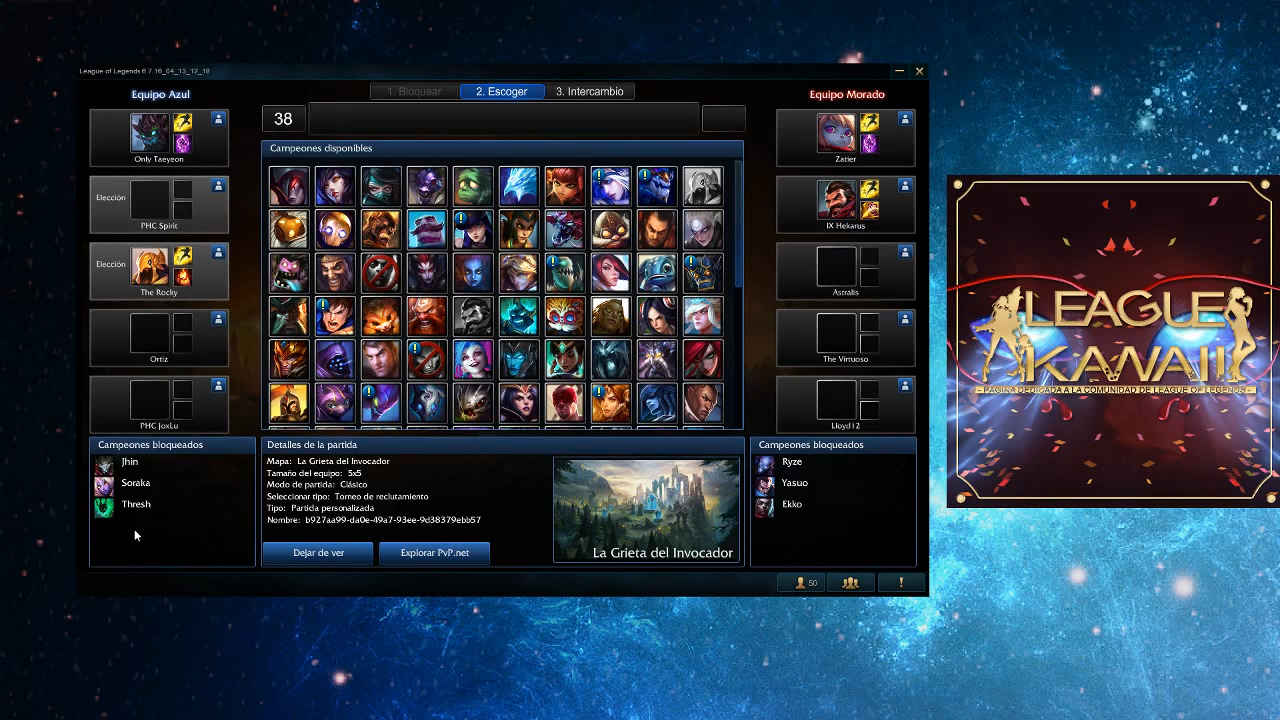 League of Legends 6.7 16_04_13_12_18
Equipo Azul
1. Bloquear
2. Escoger
3. Intercambio
Equipo Morado
38
Only Taeyeon
Elección
PHC Spirit
Elección
The Rocky
Ortiz
PHC JoxLu
Campeones disponibles
Zatier
IX Hekarus
Astralis
The Virtuoso
Lloyd12
Campeones bloqueados
Jhin
Soraka
Thresh
Detalles de la partida
Mapa: La Grieta del Invocador
Tamaño del equipo: 5x5
Modo de partida: Clásico
Seleccionar tipo: Torneo de reclutamiento
Tipo: Partida personalizada
Nombre: b927aa99-da0e-49a7-93ee-9d38379ebb57
La Grieta del Invocador
Dejar de ver
Explorar PvP.net
Campeones bloqueados
Ryze
Yasuo
Ekko
50
LEAGUE
KAWAII
~ PAGINA DEDICADA A LA COMUNIDAD DE LEAGUE OF LEGENDS ~